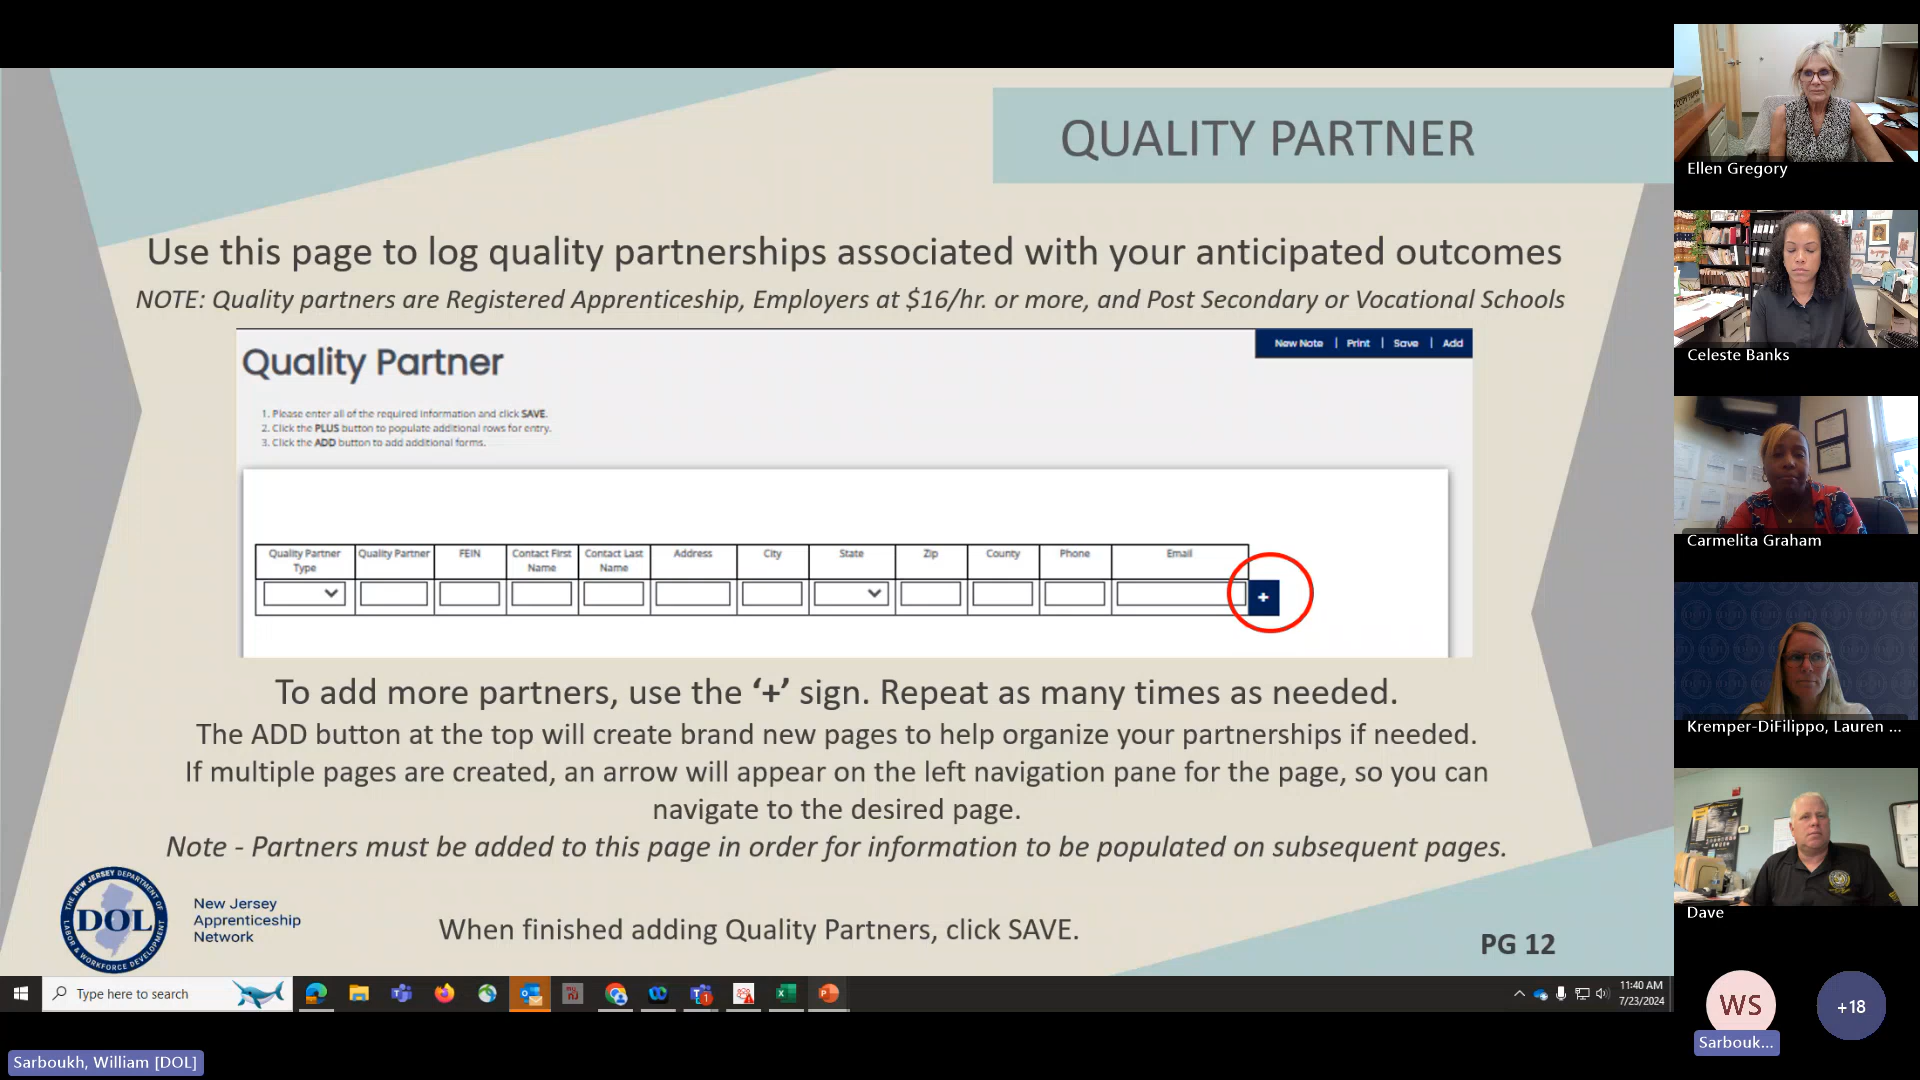 QUALITY PARTNER
Use this page to log quality partnerships associated with your anticipated outcomes
NOTE: Quality partners are Registered Apprenticeship, Employers at $16/hr. or more, and Post Secondary or Vocational Schools
New Note | Print | Save | Add
Quality Partner
1. Please enter all of the required information and click SAVE.
2. Click the PLUS button to populate additional rows for entry.
3. Click the ADD button to add additional forms.
Quality Partner Type
Quality Partner
FEIN
Contact First Name
Contact Last Name
Address
City
State
Zip
County
Phone
Email
+
To add more partners, use the ‘+’ sign. Repeat as many times as needed.
The ADD button at the top will create brand new pages to help organize your partnerships if needed.
If multiple pages are created, an arrow will appear on the left navigation pane for the page, so you can
navigate to the desired page.
Note - Partners must be added to this page in order for information to be populated on subsequent pages.
THE NEW JERSEY DEPARTMENT OF
DOL
LABOR & WORKFORCE DEVELOPMENT
New Jersey
Apprenticeship
Network
When finished adding Quality Partners, click SAVE.
PG 12
Type here to search
11:40 AM
7/23/2024
Sarboukh, William [DOL]
Ellen Gregory
Celeste Banks
Carmelita Graham
Kremper-DiFilippo, Lauren ...
Dave
WS
Sarbouk...
+18